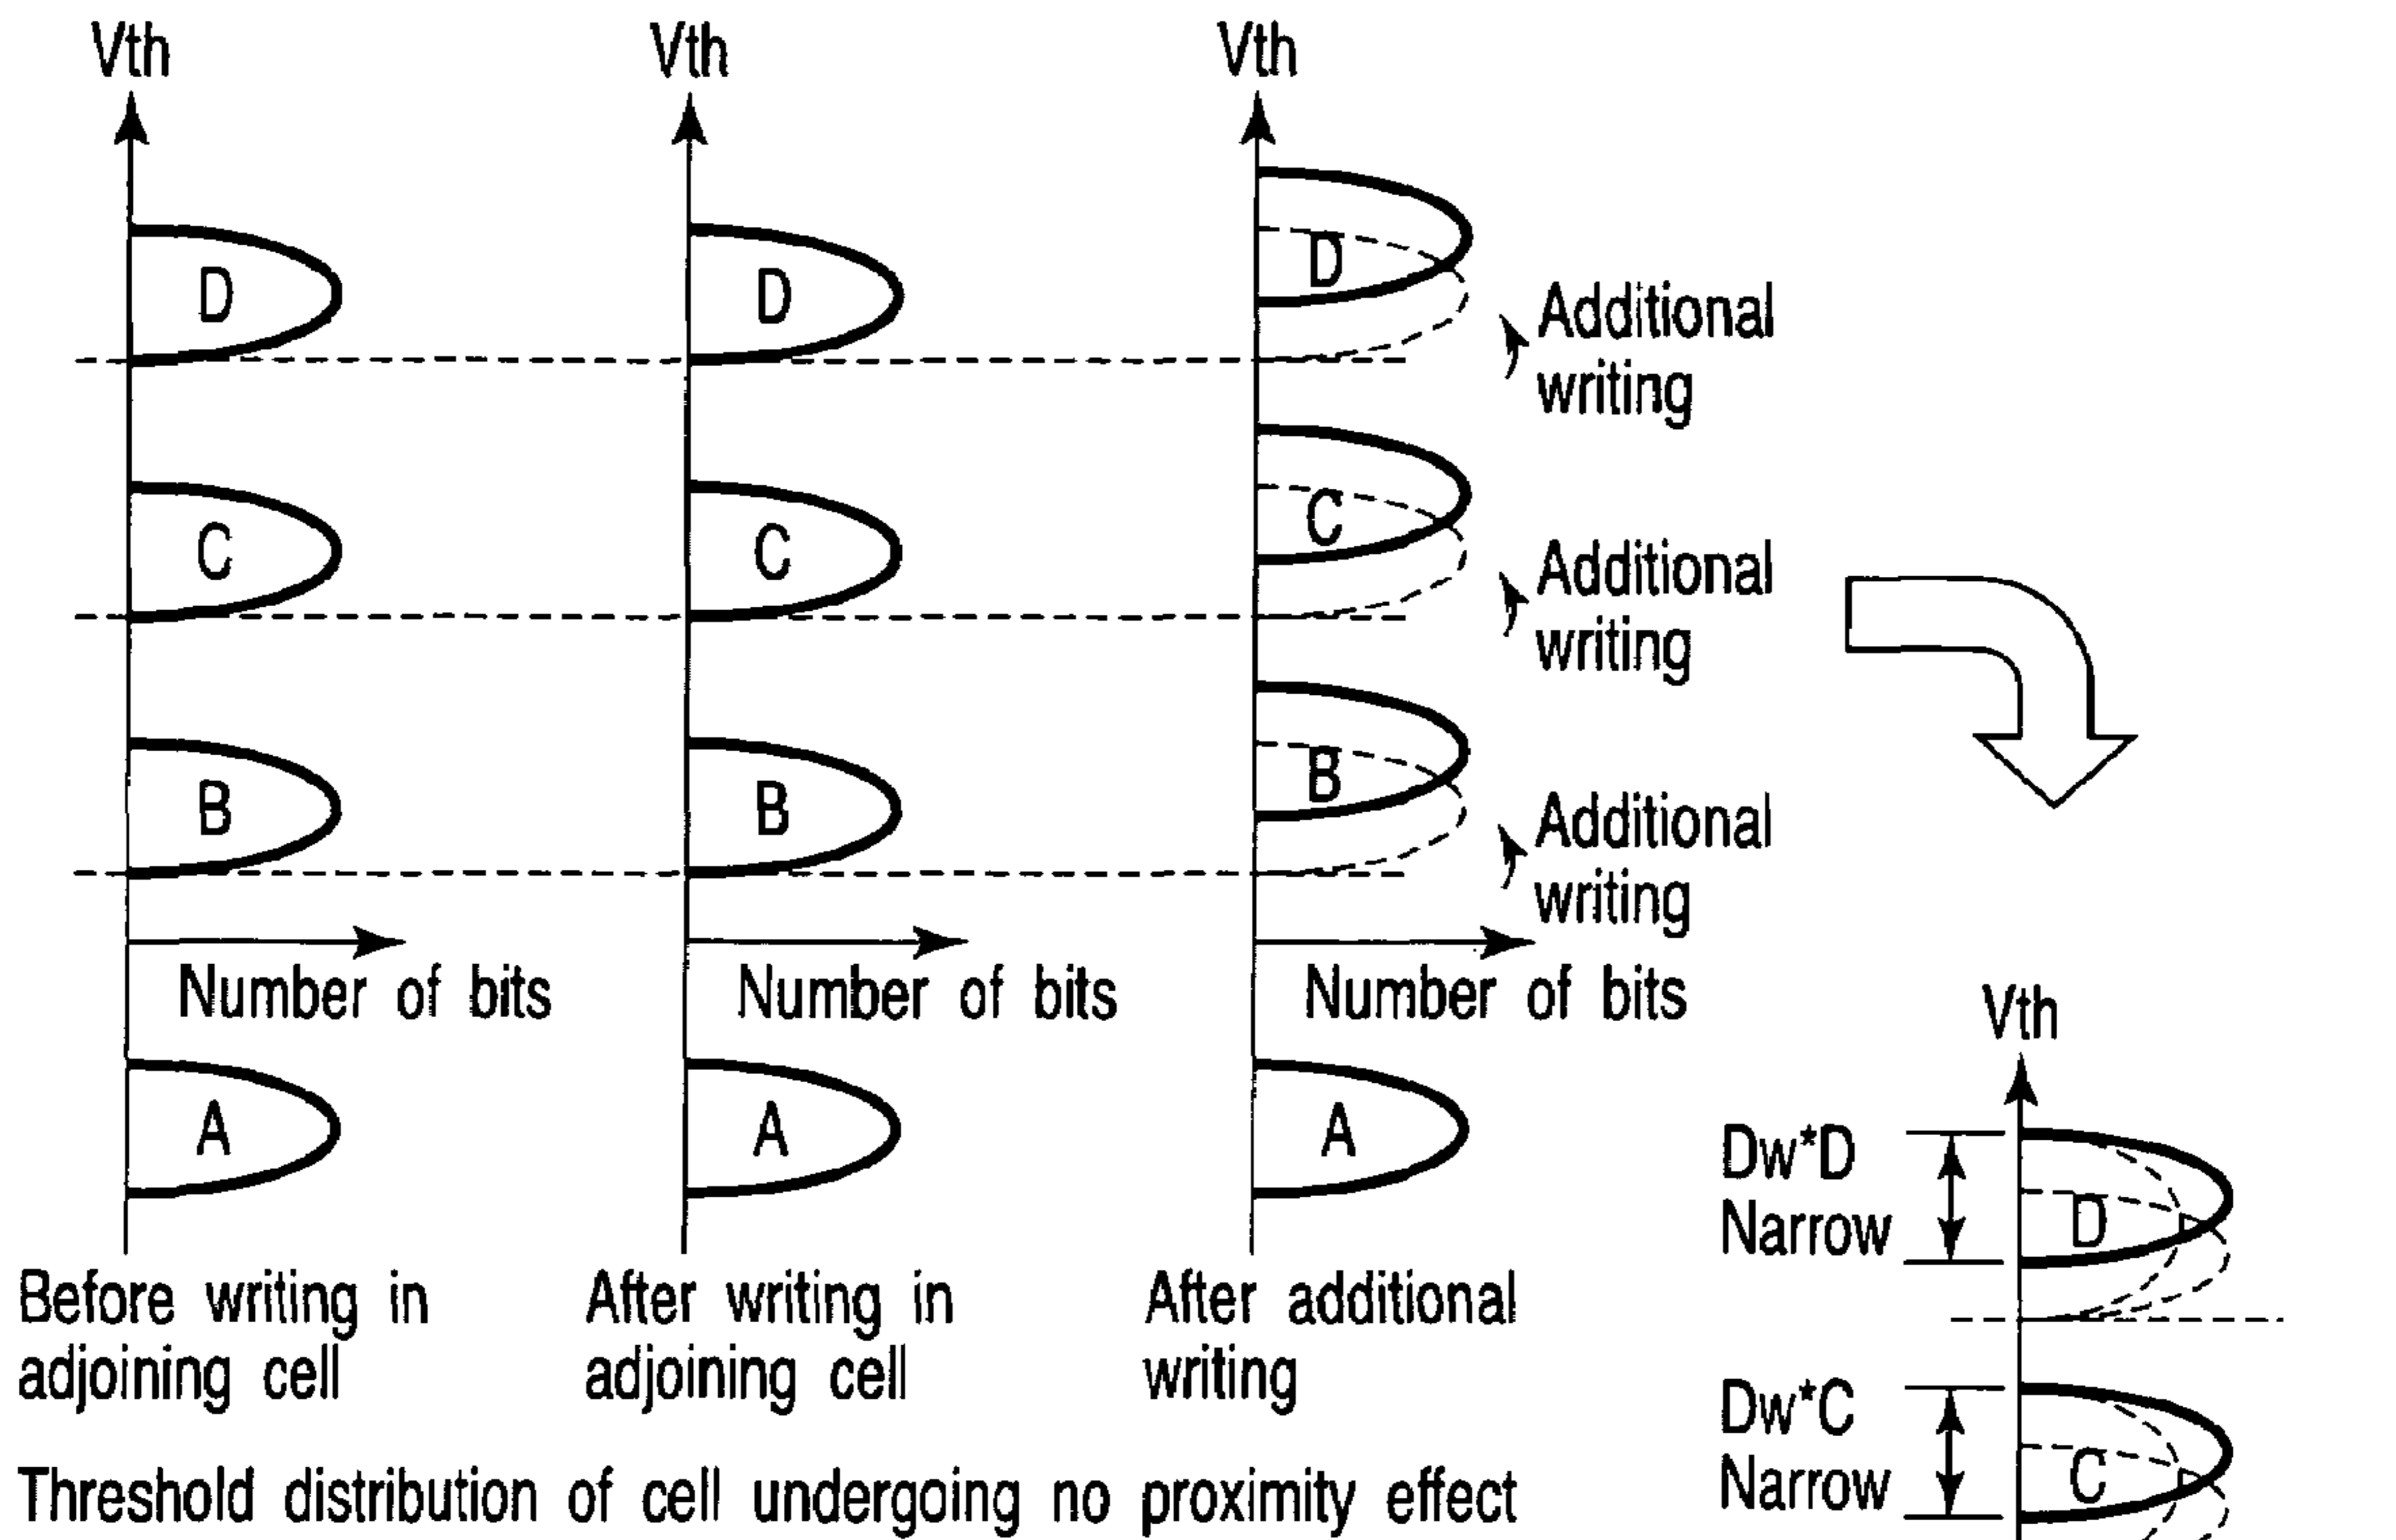 Vth
D
C
B
Number of bits
A
Before writing in
adjoining cell
Vth
D
C
B
Number of bits
A
After writing in
adjoining cell
Vth
D
Additional
writing
C
Additional
writing
B
Additional
writing
Number of bits
A
After additional
writing
Threshold distribution of cell undergoing no proximity effect
Vth
Dw*D
Narrow
D
Dw*C
Narrow
C